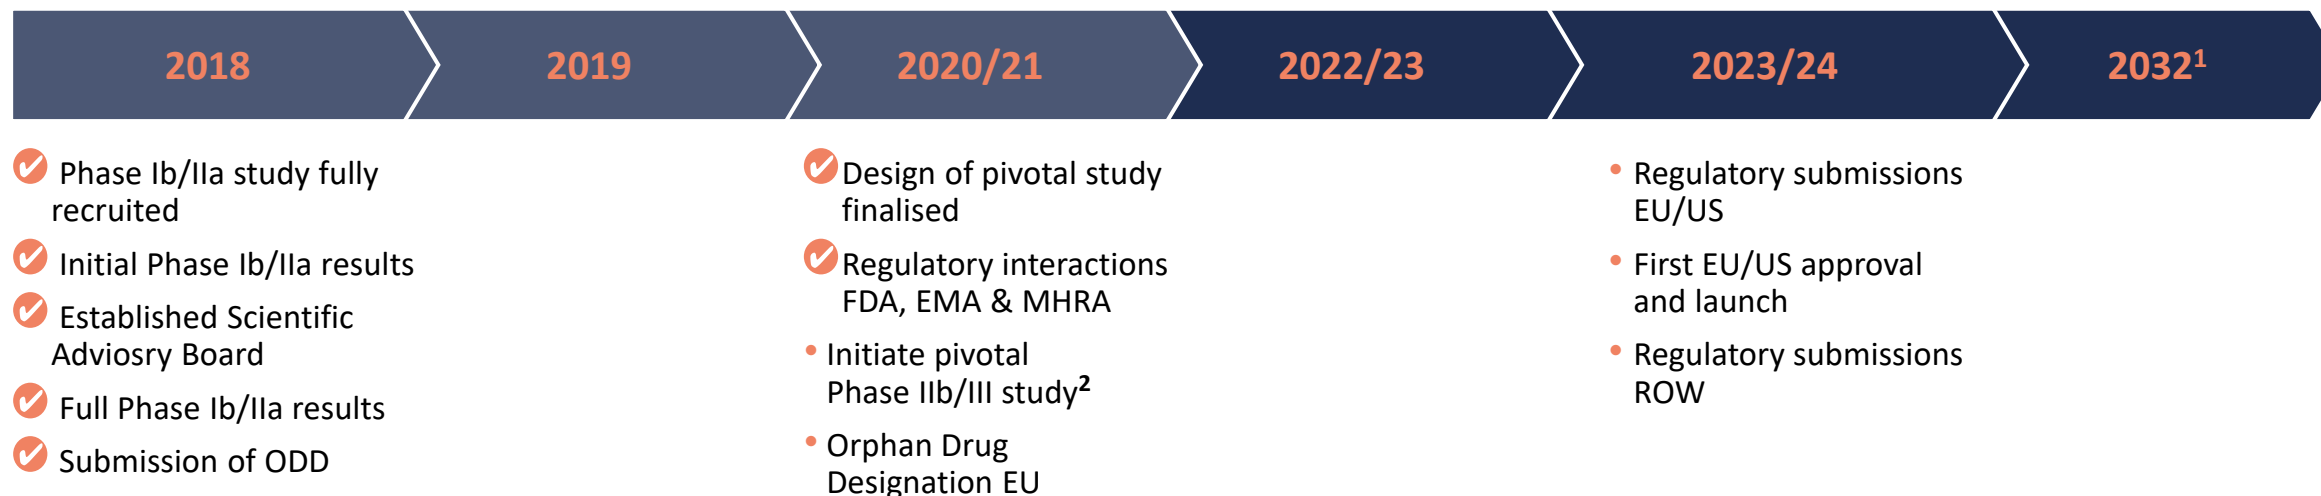 2018
2019
2020/21
2022/23
2023/24
2032¹
Phase Ib/IIa study fully
recruited
Initial Phase Ib/IIa results
Established Scientific
Adviosry Board
Full Phase Ib/IIa results
Submission of ODD
Design of pivotal study
finalised
Regulatory interactions
FDA, EMA & MHRA
• Initiate pivotal
Phase IIb/III study²
• Orphan Drug
Designation EU
• Regulatory submissions
EU/US
• First EU/US approval
and launch
• Regulatory submissions
ROW